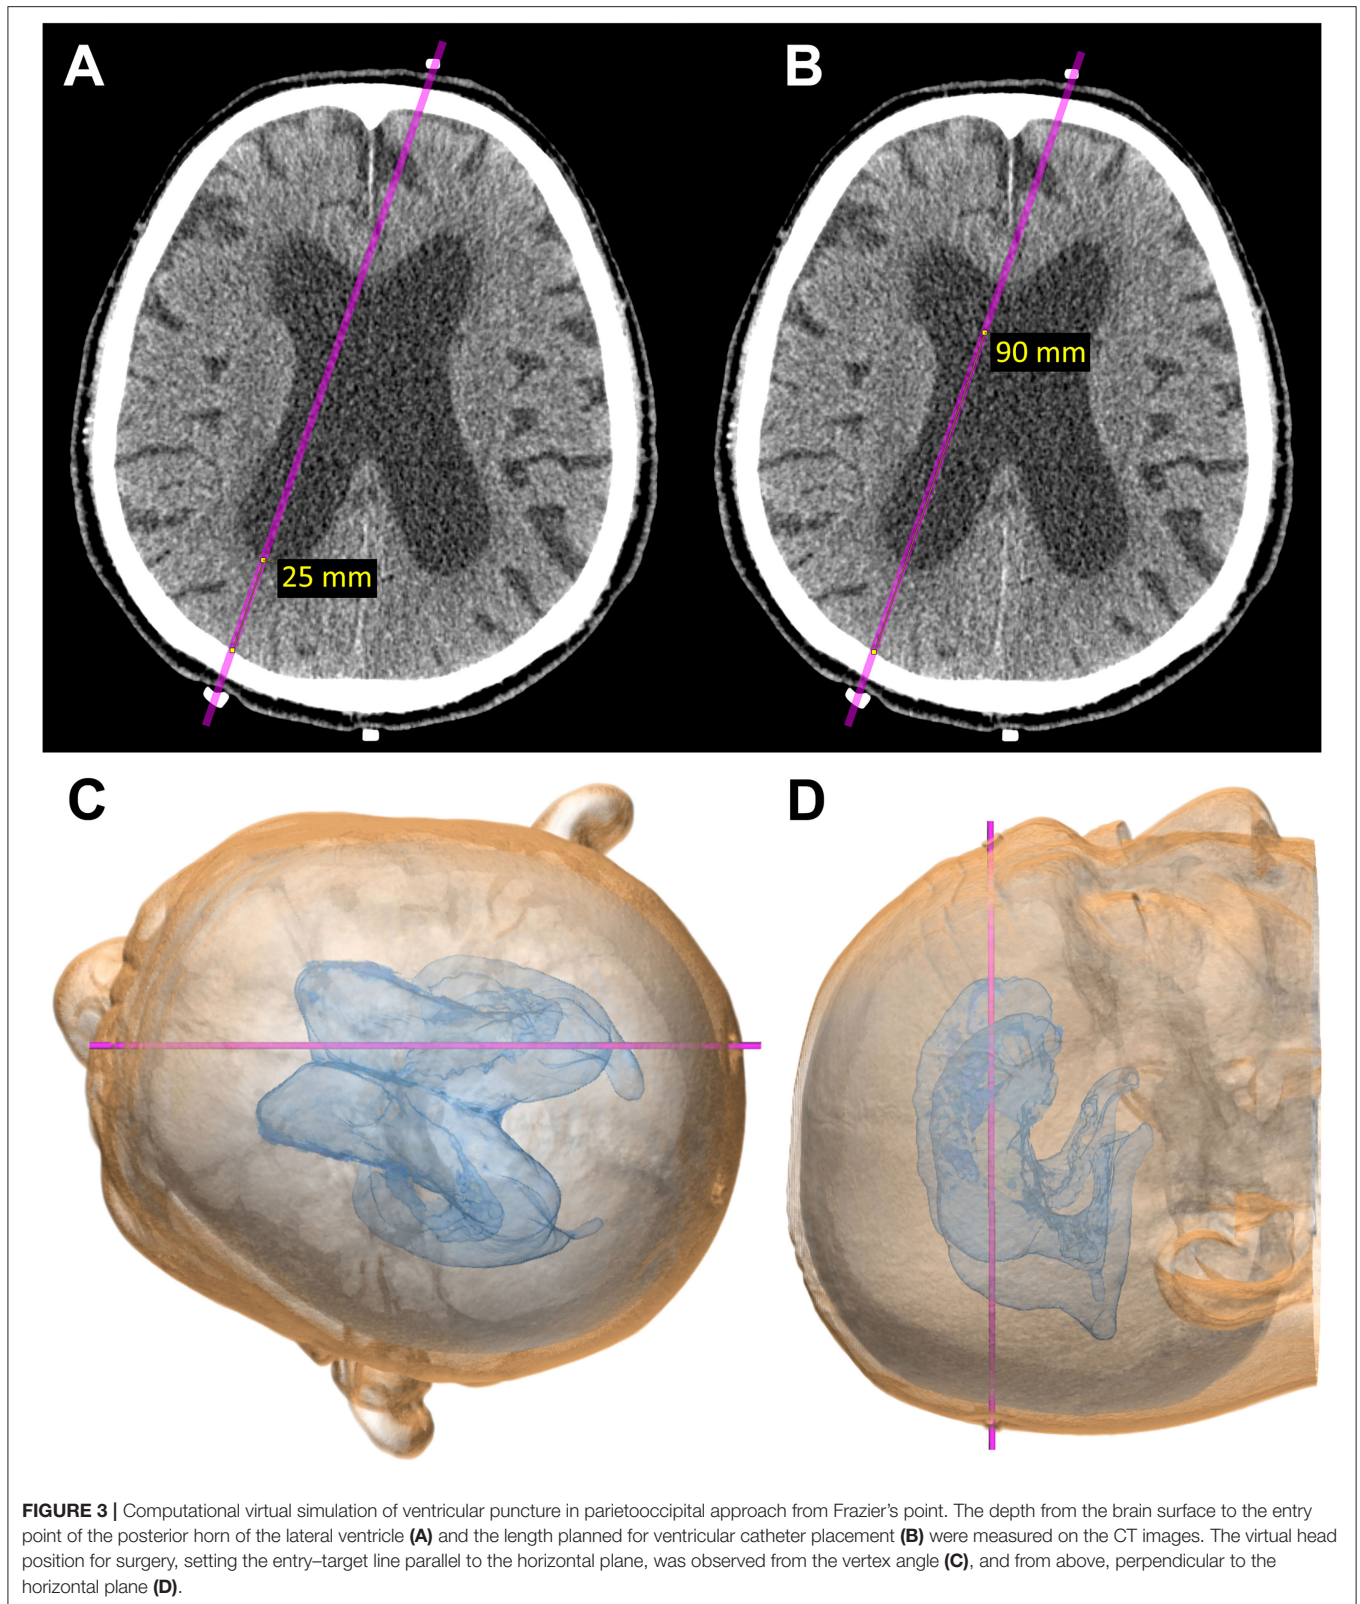 A
B
90 mm
25 mm
C
D
FIGURE 3 | Computational virtual simulation of ventricular puncture in parietooccipital approach from Frazier's point. The depth from the brain surface to the entry
point of the posterior horn of the lateral ventricle (A) and the length planned for ventricular catheter placement (B) were measured on the CT images. The virtual head
position for surgery, setting the entry–target line parallel to the horizontal plane, was observed from the vertex angle (C), and from above, perpendicular to the
horizontal plane (D).